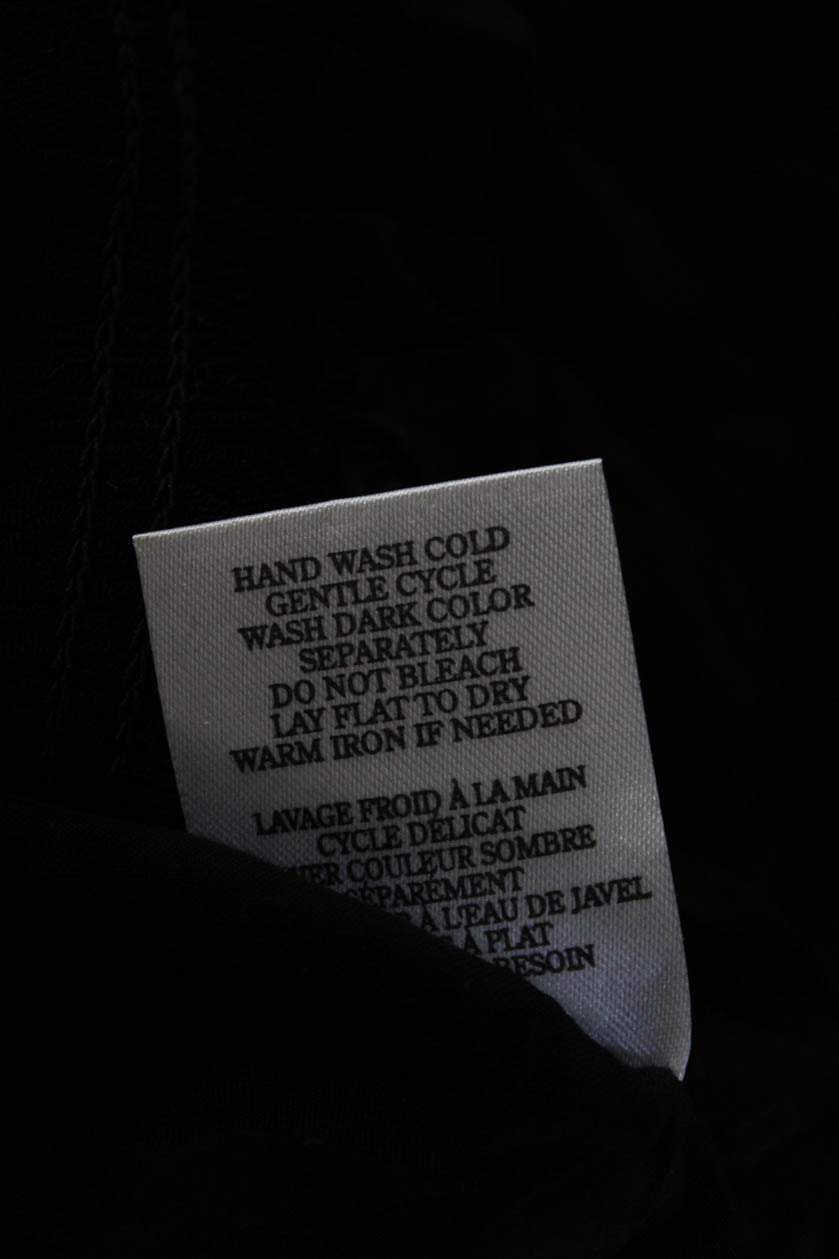 HAND WASH COLD
GENTLE CYCLE
WASH DARK COLOR
SEPARATELY
DO NOT BLEACH
LAY FLAT TO DRY
WARM IRON IF NEEDED
LAVAGE FROID À LA MAIN
CYCLE DÉLICAT
COULEUR SOMBRE
SÉPARÉMENT
À L'EAU DE JAVEL
À PLAT
BESOIN